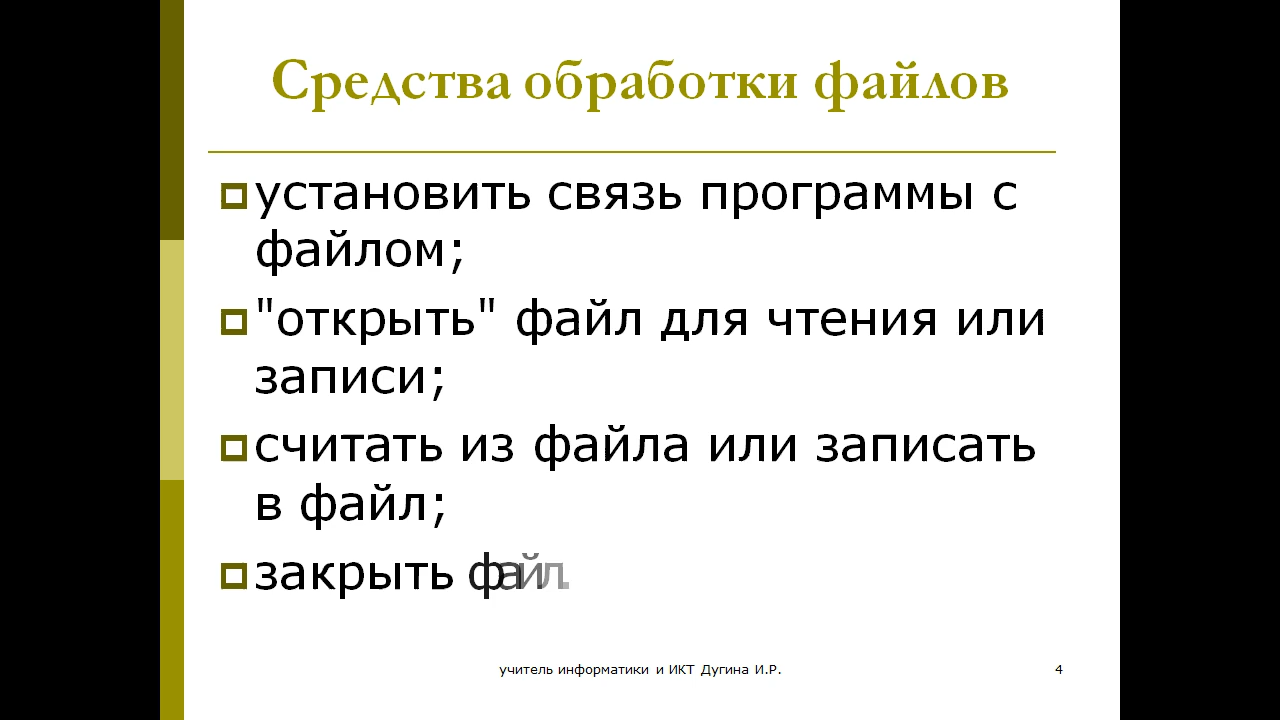 Средства обработки файлов
установить связь программы с
файлом;
"открыть" файл для чтения или
записи;
считать из файла или записать
в файл;
закрыть файл.
учитель информатики и ИКТ Дугина И.Р.
4